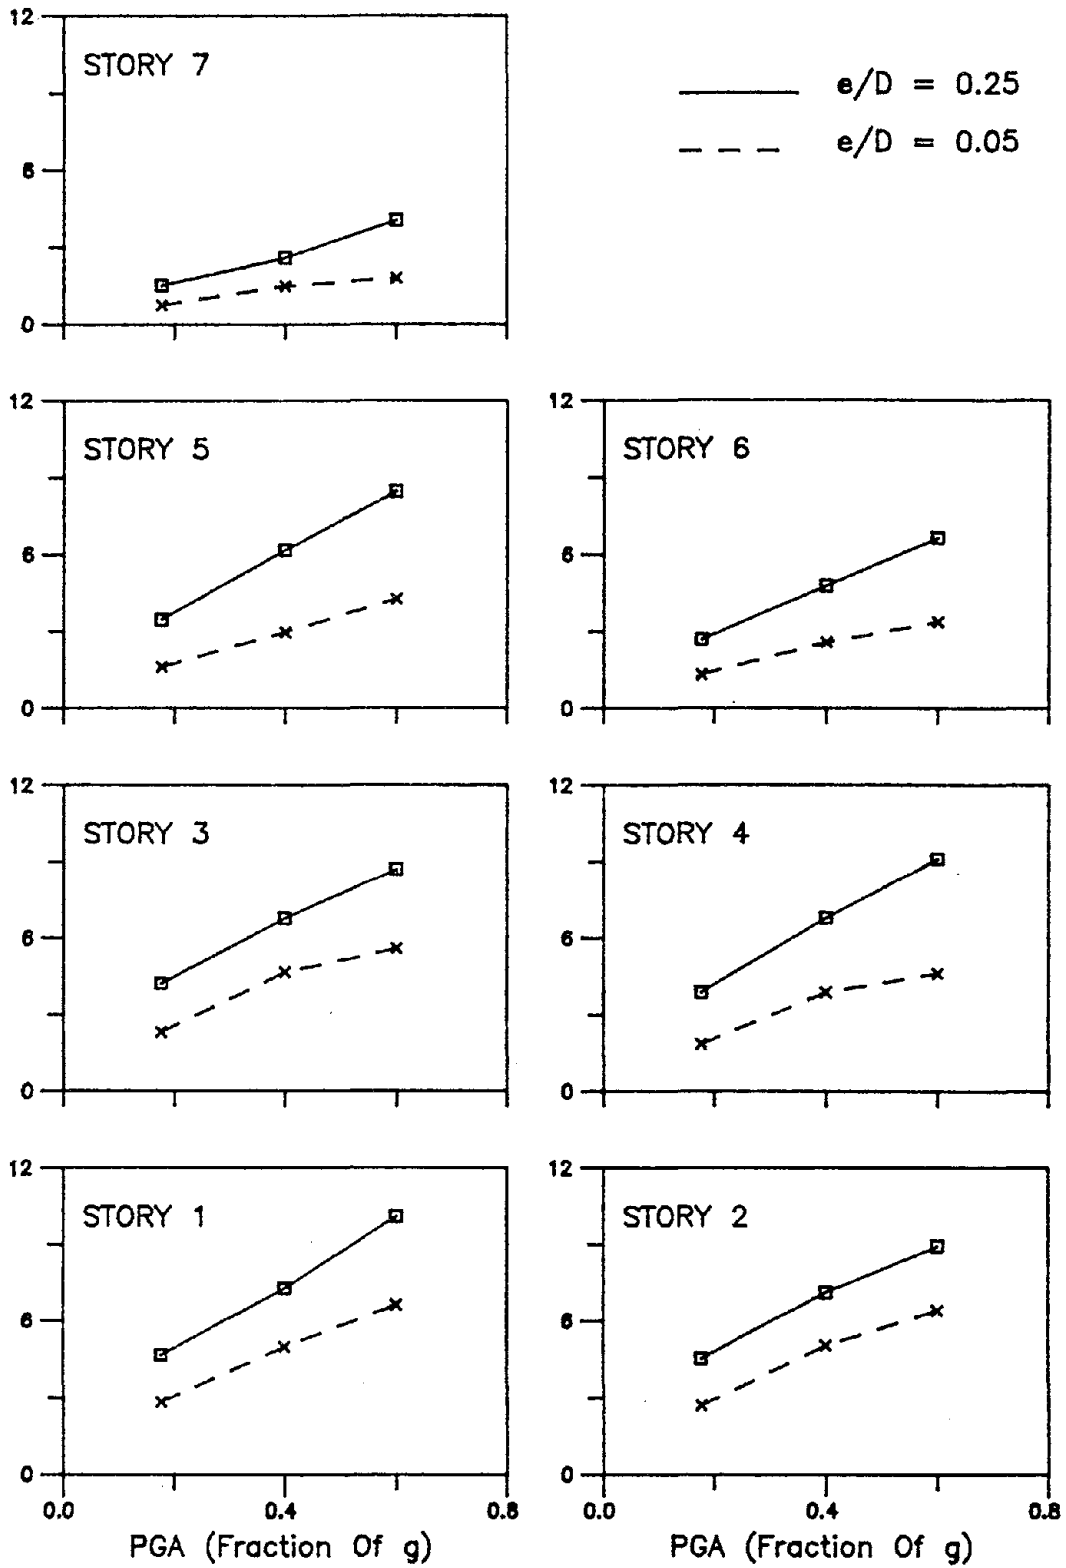 12
STORY 7
6
0
e/D = 0.25
e/D = 0.05
12
STORY 5
6
0
12
STORY 6
6
0
12
STORY 3
6
0
12
STORY 4
6
0
12
STORY 1
6
0
0.0 0.4 0.8
PGA (Fraction Of g)
12
STORY 2
6
0
0.0 0.4 0.8
PGA (Fraction Of g)